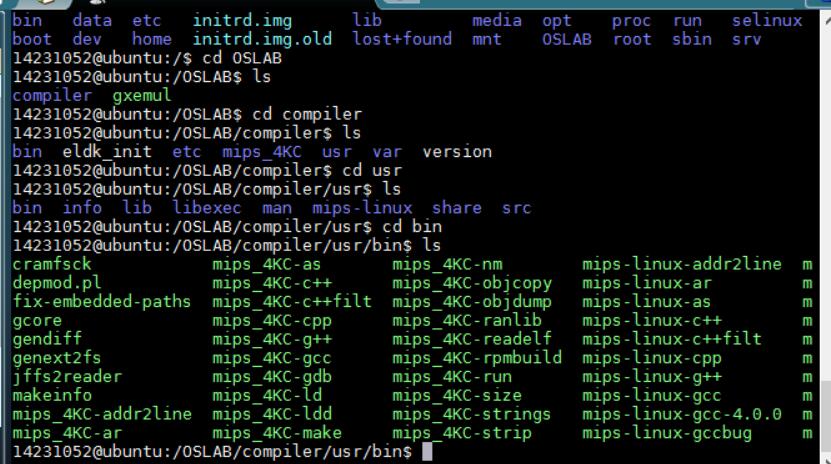 bin   data  etc   initrd.img      lib         media  opt    proc  run   selinux
boot  dev   home  initrd.img.old  lost+found  mnt    OSLAB  root  sbin  srv
14231052@ubuntu:/$ cd OSLAB
14231052@ubuntu:/OSLAB$ ls
compiler  gxemul
14231052@ubuntu:/OSLAB$ cd compiler
14231052@ubuntu:/OSLAB/compiler$ ls
bin  eldk_init  etc  mips_4KC  usr  var  version
14231052@ubuntu:/OSLAB/compiler$ cd usr
14231052@ubuntu:/OSLAB/compiler/usr$ ls
bin  info  lib  libexec  man  mips-linux  share  src
14231052@ubuntu:/OSLAB/compiler/usr$ cd bin
14231052@ubuntu:/OSLAB/compiler/usr/bin$ ls
cramfsck            mips_4KC-as       mips_4KC-nm        mips-linux-addr2line  m
depmod.pl           mips_4KC-c++      mips_4KC-objcopy   mips-linux-ar         m
fix-embedded-paths  mips_4KC-c++filt  mips_4KC-objdump   mips-linux-as         m
gcore               mips_4KC-cpp      mips_4KC-ranlib    mips-linux-c++        m
gendiff             mips_4KC-g++      mips_4KC-readelf   mips-linux-c++filt    m
genext2fs           mips_4KC-gcc      mips_4KC-rpmbuild  mips-linux-cpp        m
jffs2reader         mips_4KC-gdb      mips_4KC-run       mips-linux-g++        m
makeinfo            mips_4KC-ld       mips_4KC-size      mips-linux-gcc        m
mips_4KC-addr2line  mips_4KC-ldd      mips_4KC-strings   mips-linux-gcc-4.0.0  m
mips_4KC-ar         mips_4KC-make     mips_4KC-strip     mips-linux-gccbug     m
14231052@ubuntu:/OSLAB/compiler/usr/bin$